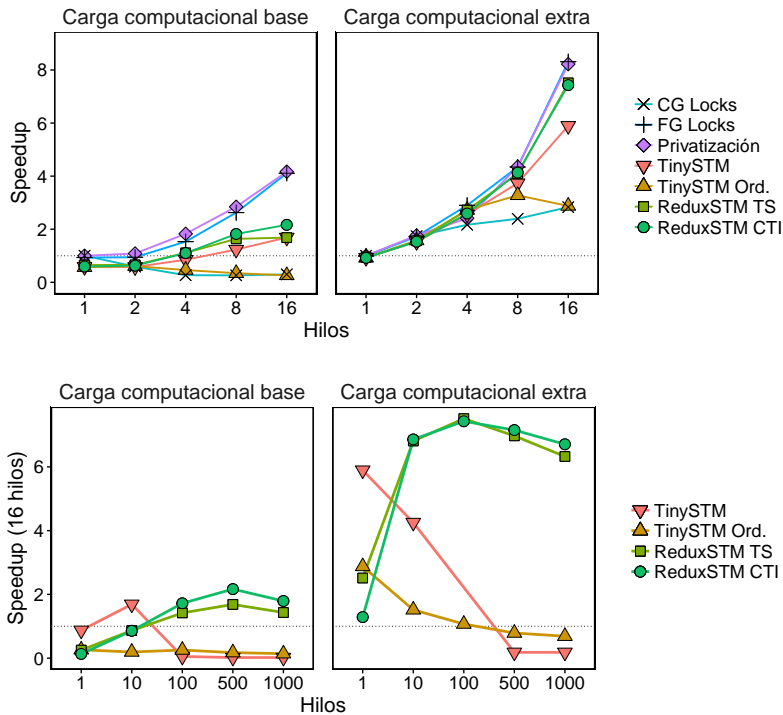 Carga computacional base
Carga computacional extra
Speedup
8
6
4
2
0
1 2 4 8 16
1 2 4 8 16
Hilos
CG Locks
FG Locks
Privatización
TinySTM
TinySTM Ord.
ReduxSTM TS
ReduxSTM CTI
Carga computacional base
Carga computacional extra
Speedup (16 hilos)
6
4
2
0
1 10 100 500 1000
1 10 100 500 1000
Hilos
TinySTM
TinySTM Ord.
ReduxSTM TS
ReduxSTM CTI